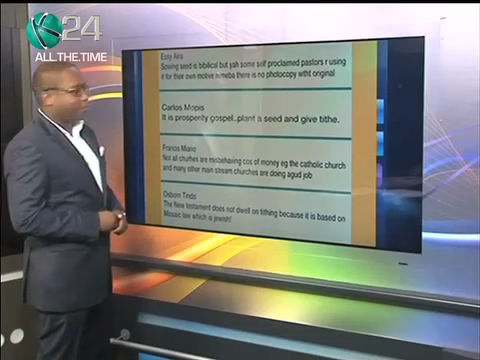 K24
ALL THE TIME
Easy Aira
Sowing seed is bibilical but yah some self proclaimed pastors r using
it for their own motive remeba there is no photocopy witht original
Carlos Mopis
It is prosperity gospel..plant a seed and give tithe.
Francis Miano
Not all churhes are misbehaving cos of money eg the catholic church
and many other main stream churches are doing agud job
Osborn Tindo
The New testament does not dwell on tithing because it is based on
Mosaic law which is jewish!